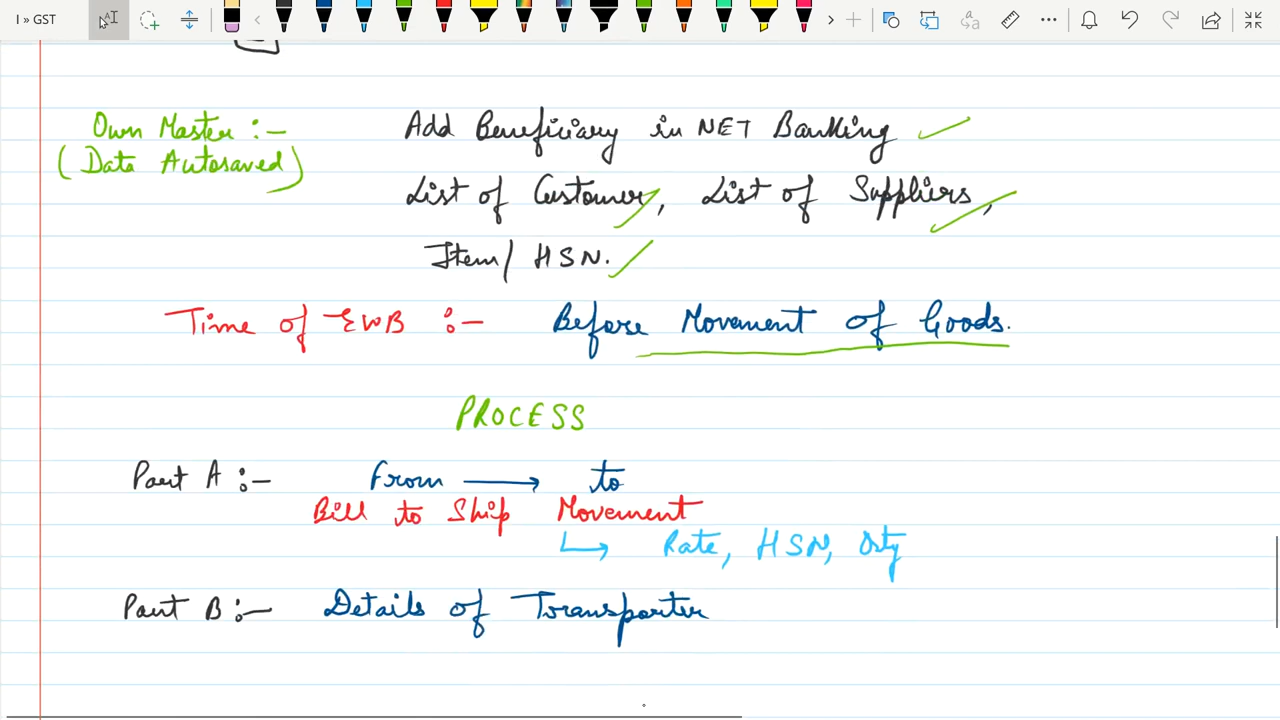 I » GST
Own Master :-
(Data Autosaved)
Add Beneficiary in NET Banking
List of Customer, List of Suppliers,
Item/ HSN.
Time of EWB :- Before Movement of Goods.
PROCESS
Part A :- From → to
Bill to Ship Movement
↳ Rate, HSN, Qty
Part B :- Details of Transporter